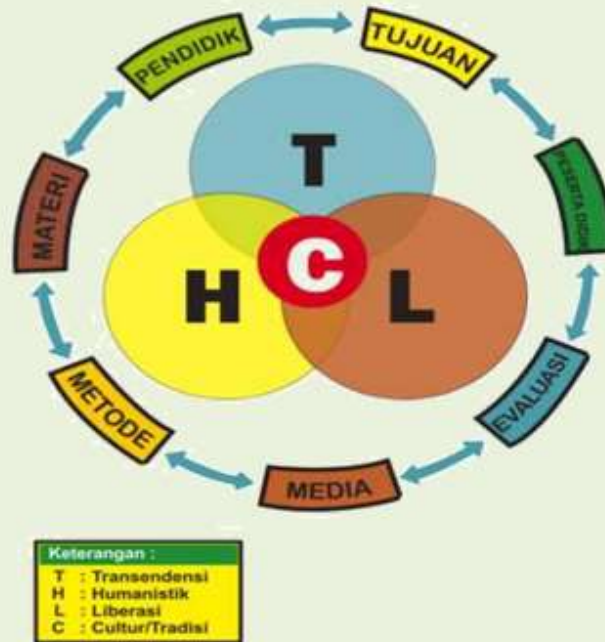 PENDIDIK
TUJUAN
PESERTA DIDIK
EVALUASI
MEDIA
METODE
MATERI
T
H
C
L
Keterangan :
T : Transendensi
H : Humanistik
L : Liberasi
C : Cultur/Tradisi